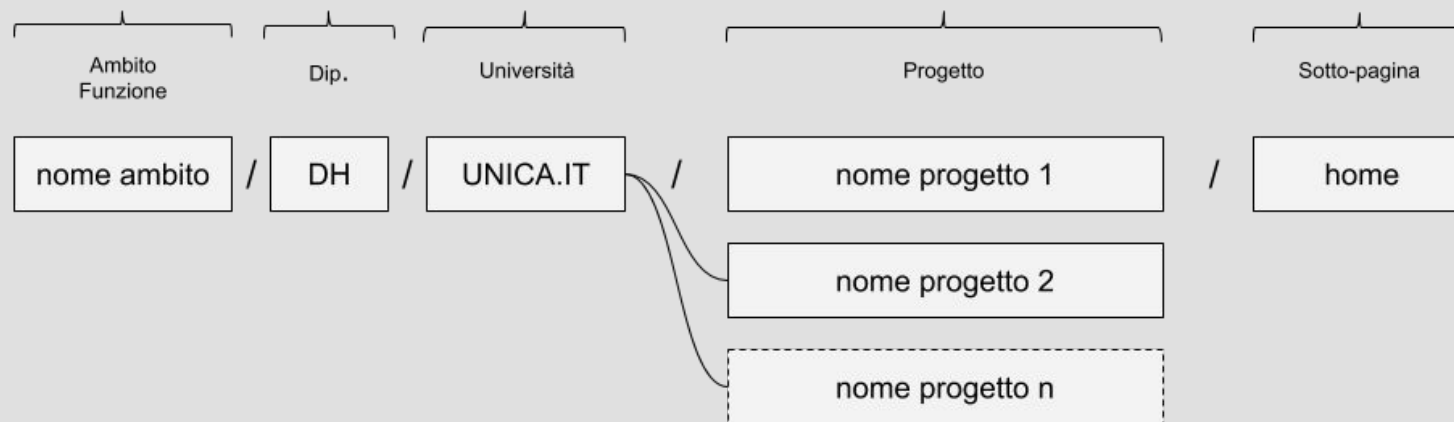 Ambito
Funzione
Dip.
Università
Progetto
Sotto-pagina
nome ambito / DH / UNICA.IT / nome progetto 1 / home
nome progetto 2
nome progetto n